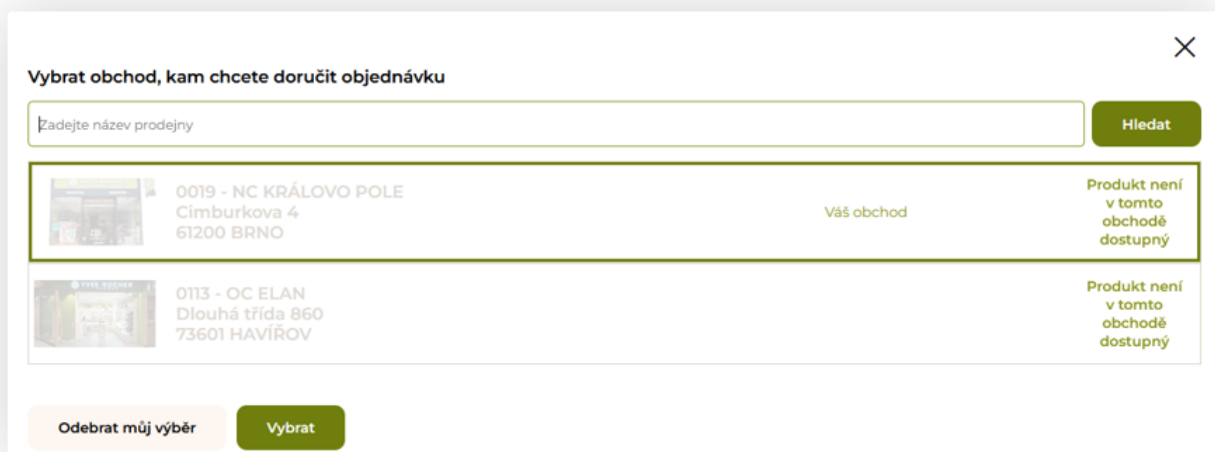 Vybrat obchod, kam chcete doručit objednávku
Zadejte název prodejny
Hledat
0019 - NC KRÁLOVO POLE
Cimburkova 4
61200 BRNO
Váš obchod
Produkt není
v tomto
obchodě
dostupný
YVES ROCHER
0113 - OC ELAN
Dlouhá třída 860
73601 HAVÍŘOV
Produkt není
v tomto
obchodě
dostupný
Odebrat můj výběr
Vybrat